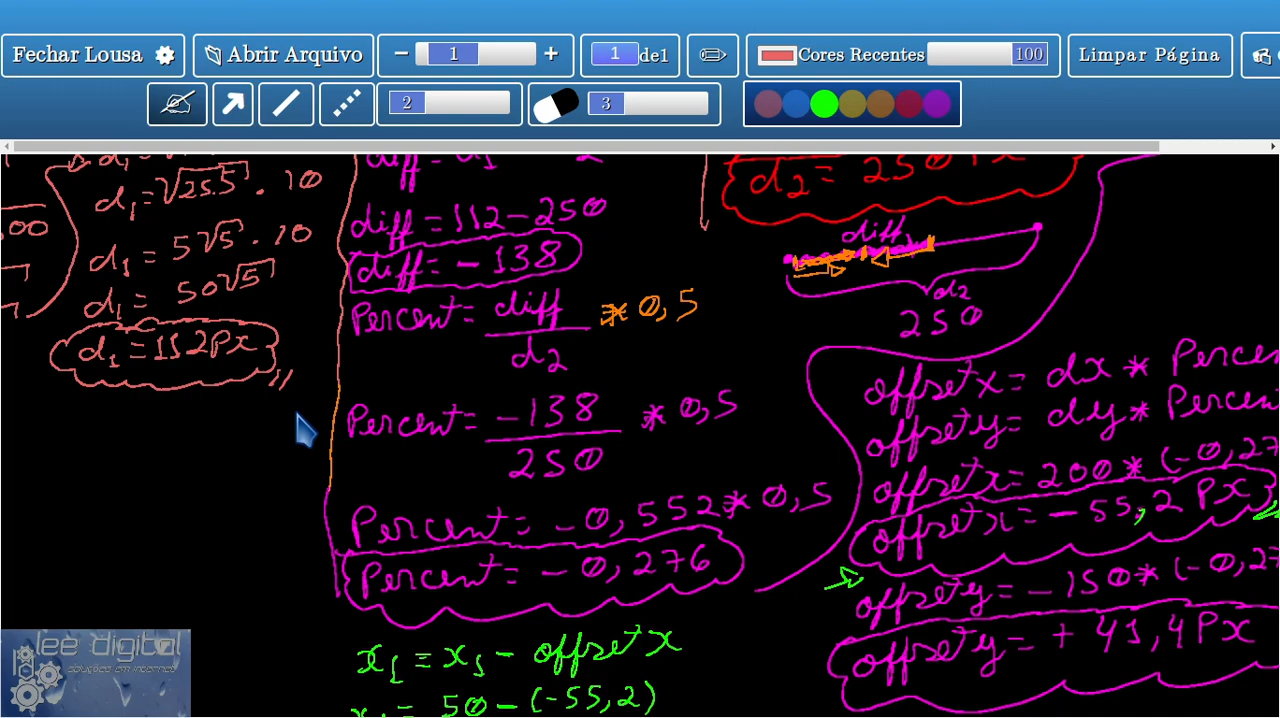 Fechar Lousa
Abrir Arquivo
− 1 +
1 de1
Cores Recentes 100
Limpar Página
2
3
d₁ = √25.5 . 10
d₁ = 5√5 . 10
d₁ = 50√5
d₁ = 112Px
00
diff = 112 - 250
diff = - 138
Percent = diff / d2 * 0,5
Percent = -138 / 250 * 0,5
Percent = -0,552 * 0,5
Percent = -0,276
x₁ = x₁ - offsetx
50 - (-55,2)
d2 = 250 Px
diff
d2
250
offsetx = dx *
offsety = dy *
offsetx = 200 * (-0,27
offsetx = -55,2 Px
offsety = -150 * (-0,27
offsety = + 41,4 Px
lee digital
soluções em internet